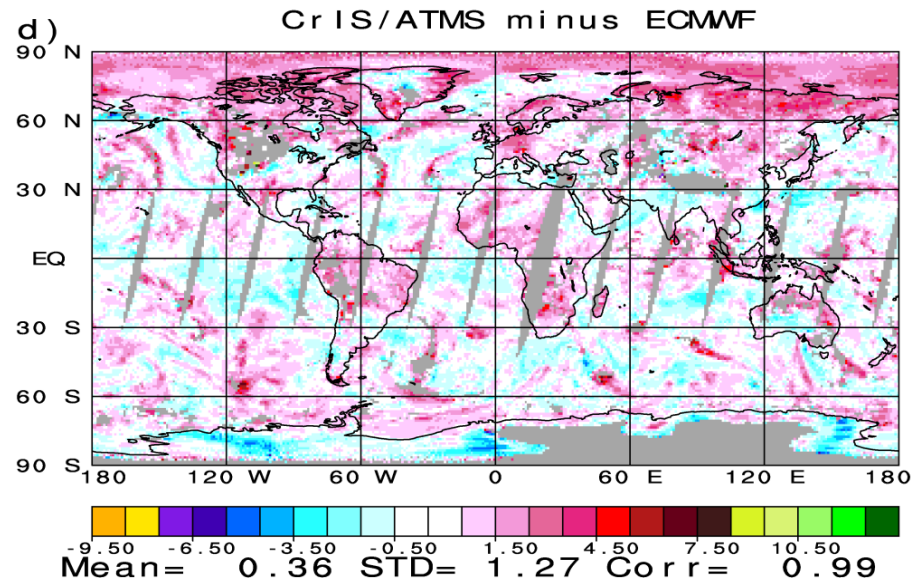 d) CrIS/ATMS minus ECMWF
90 N
60 N
30 N
EQ
30 S
60 S
90 S
180 120 W 60 W 0 60 E 120 E 180
-9.50 -6.50 -3.50 -0.50 1.50 4.50 7.50 10.50
Mean= 0.36 STD= 1.27 Corr= 0.99